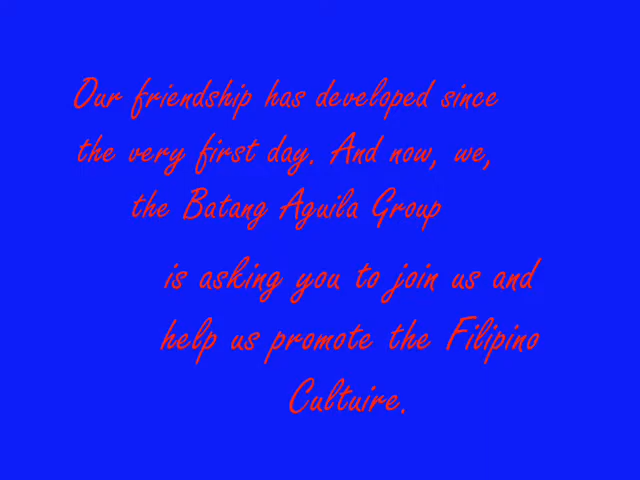 Our friendship has developed since
the very first day. And now, we,
the Batang Aguila Group
is asking you to join us and
help us promote the Filipino
Cultuire.